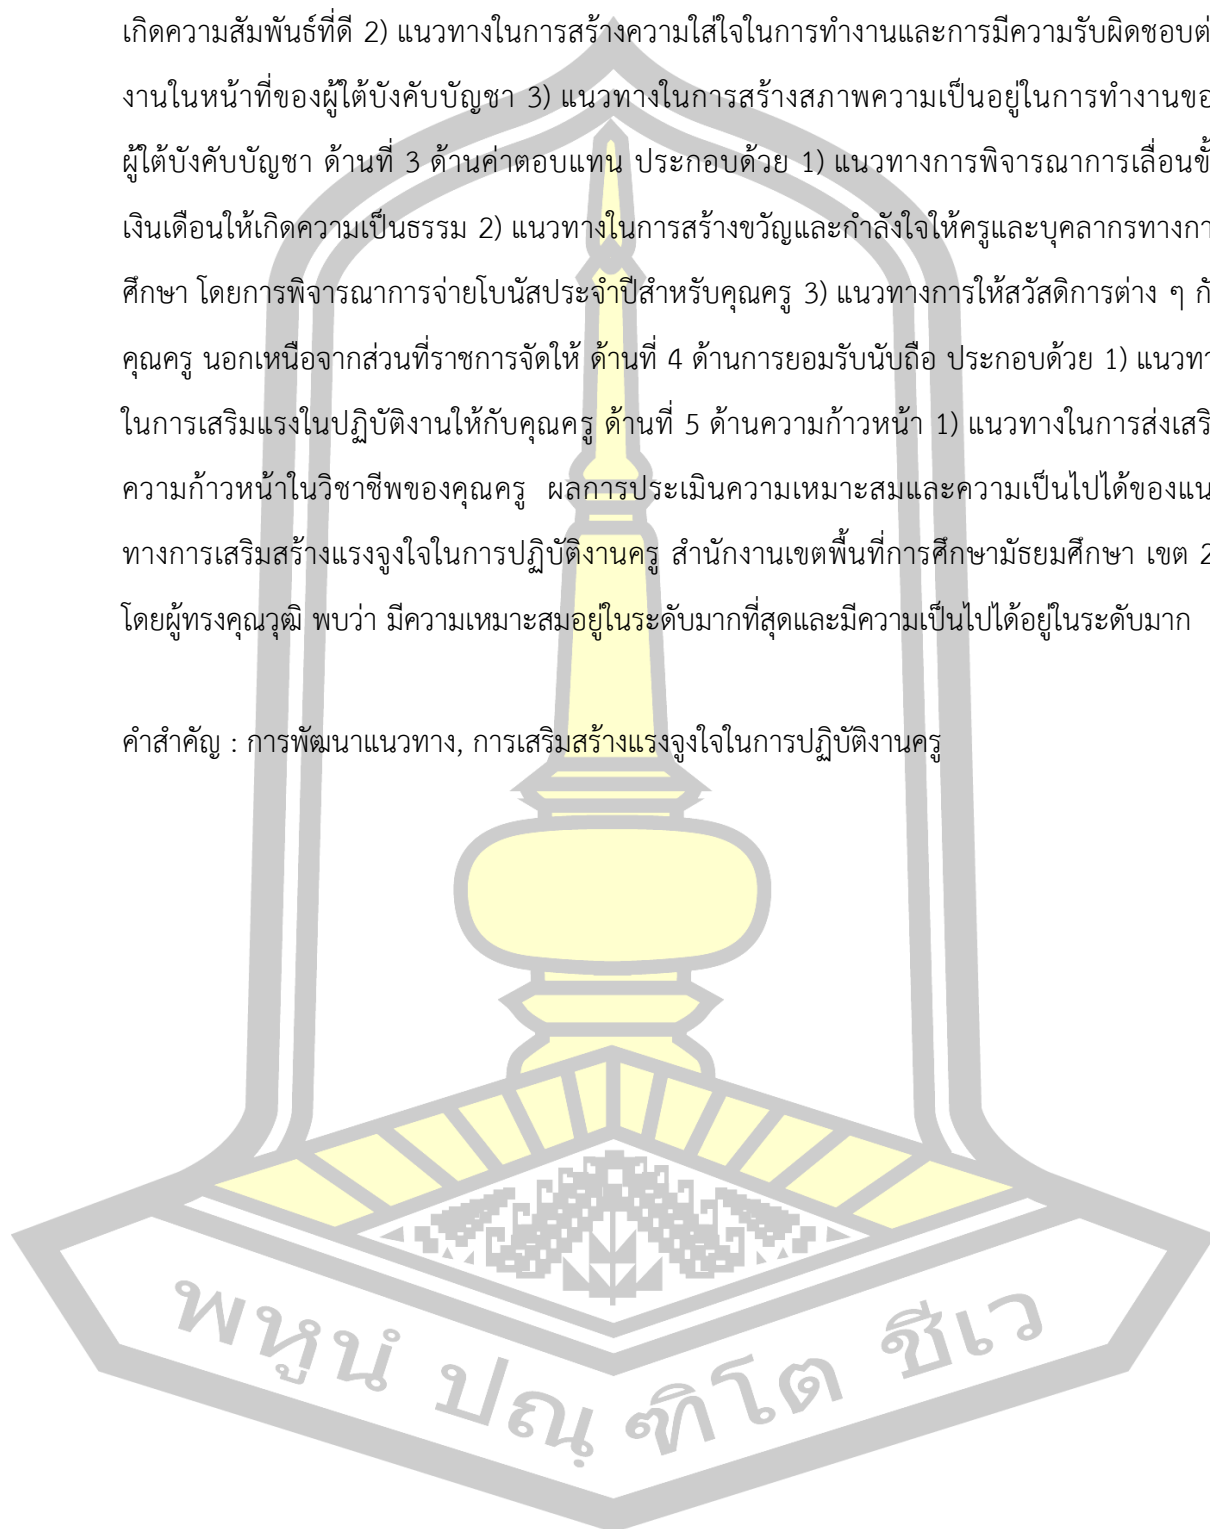 เกิดความสัมพันธ์ที่ดี 2) แนวทางในการสร้างความใส่ใจในการทำงานและการมีความรับผิดชอบต่
งานในหน้าที่ของผู้ใต้บังคับบัญชา 3) แนวทางในการสร้างสภาพความเป็นอยู่ในการทำงานขอ
ผู้ใต้บังคับบัญชา ด้านที่ 3 ด้านค่าตอบแทน ประกอบด้วย 1) แนวทางการพิจารณาการเลื่อนขั้
เงินเดือนให้เกิดความเป็นธรรม 2) แนวทางในการสร้างขวัญและกำลังใจให้ครูและบุคลากรทางกา
ศึกษา โดยการพิจารณาการจ่ายโบนัสประจำปีสำหรับคุณครู 3) แนวทางการให้สวัสดิการต่าง ๆ กั
คุณครู นอกเหนือจากส่วนที่ราชการจัดให้ ด้านที่ 4 ด้านการยอมรับนับถือ ประกอบด้วย 1) แนวทา
ในการเสริมแรงในปฏิบัติงานให้กับคุณครู ด้านที่ 5 ด้านความก้าวหน้า 1) แนวทางในการส่งเสริ
ความก้าวหน้าในวิชาชีพของคุณครู ผลการประเมินความเหมาะสมและความเป็นไปได้ของแน
ทางการเสริมสร้างแรงจูงใจในการปฏิบัติงานครู สำนักงานเขตพื้นที่การศึกษามัธยมศึกษา เขต 2
โดยผู้ทรงคุณวุฒิ พบว่า มีความเหมาะสมอยู่ในระดับมากที่สุดและมีความเป็นไปได้อยู่ในระดับมาก
คำสำคัญ : การพัฒนาแนวทาง, การเสริมสร้างแรงจูงใจในการปฏิบัติงานครู
พหูนํ ปณฺฑิโต ชีเว